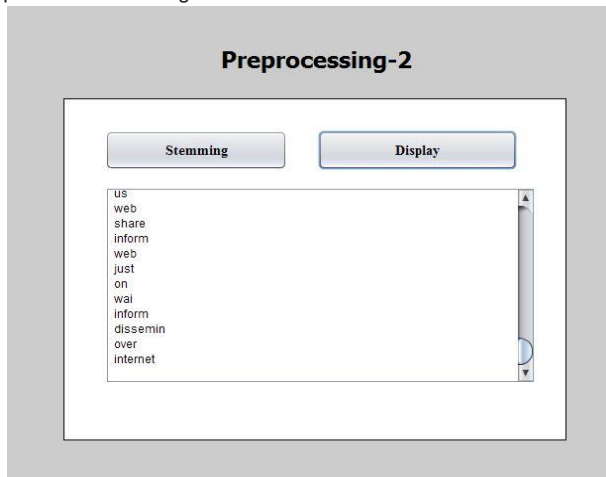 Preprocessing-2
Stemming
Display
us
web
share
inform
web
just
on
wai
inform
dissemin
over
internet